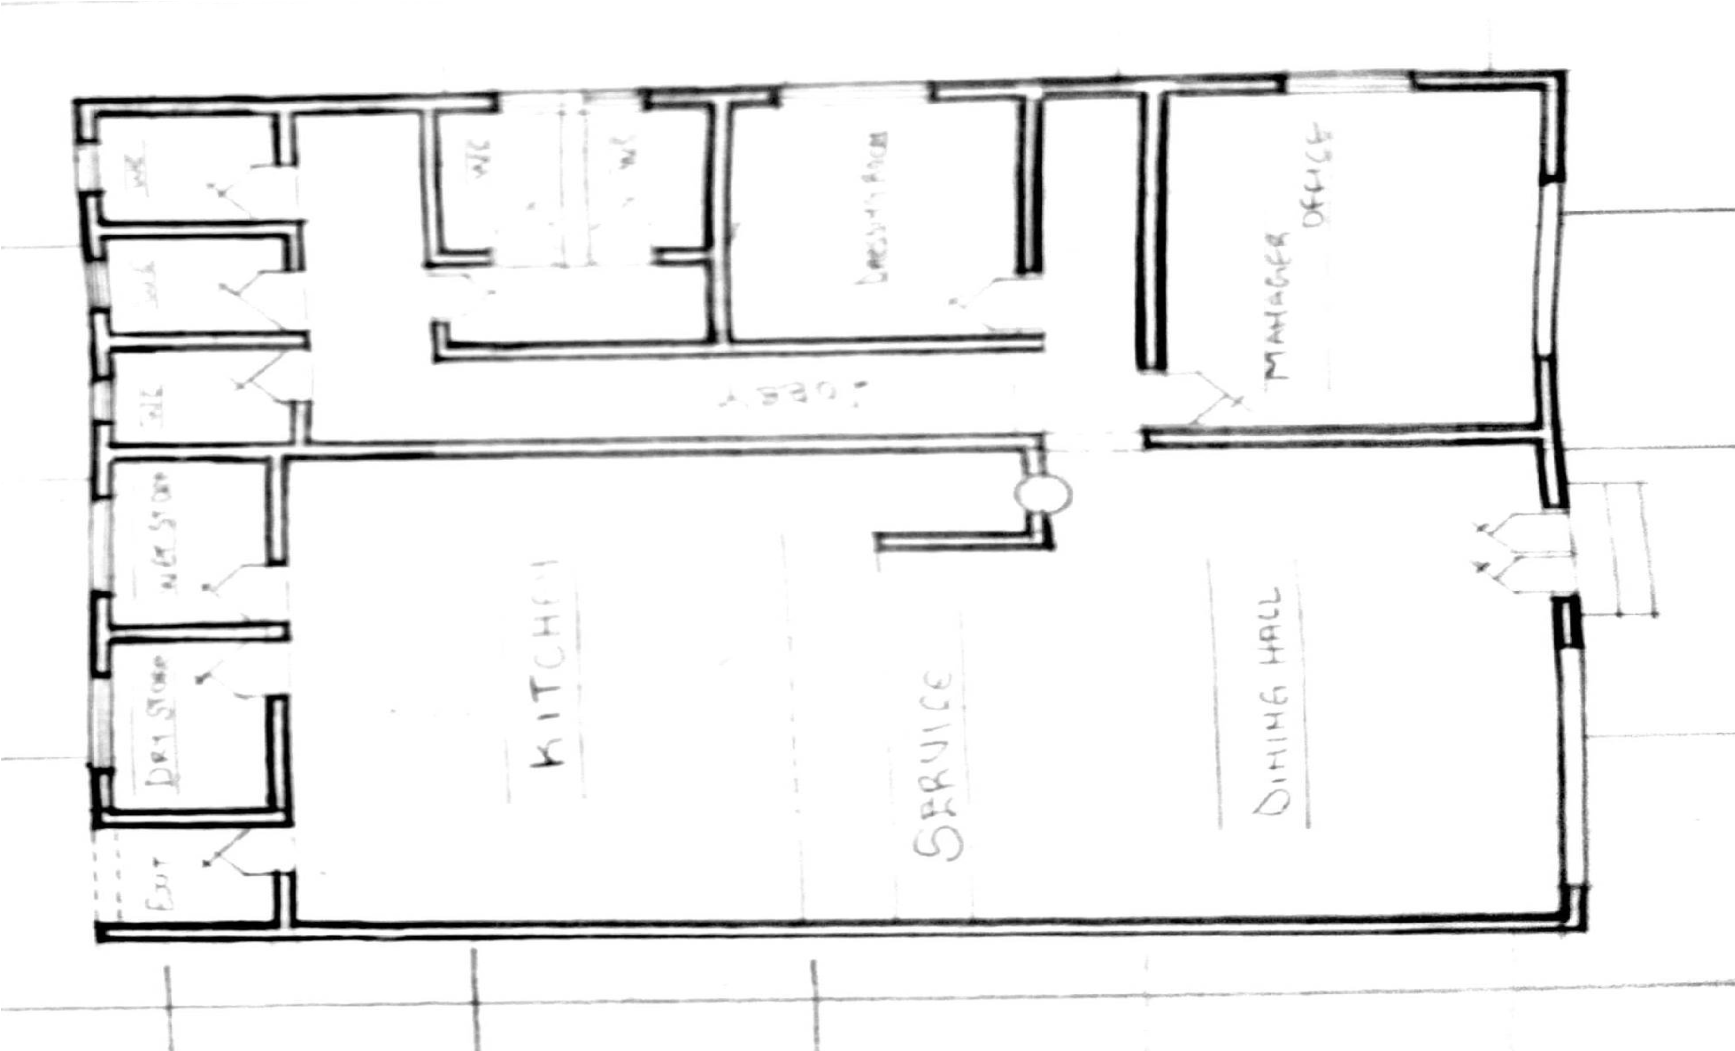 WC
WC
WC
WC
DRESSING ROOM
MANAGER
OFFICE
LOBBY
WET STORE
DRY STORE
EXIT
KITCHEN
SERVICE
DINING HALL